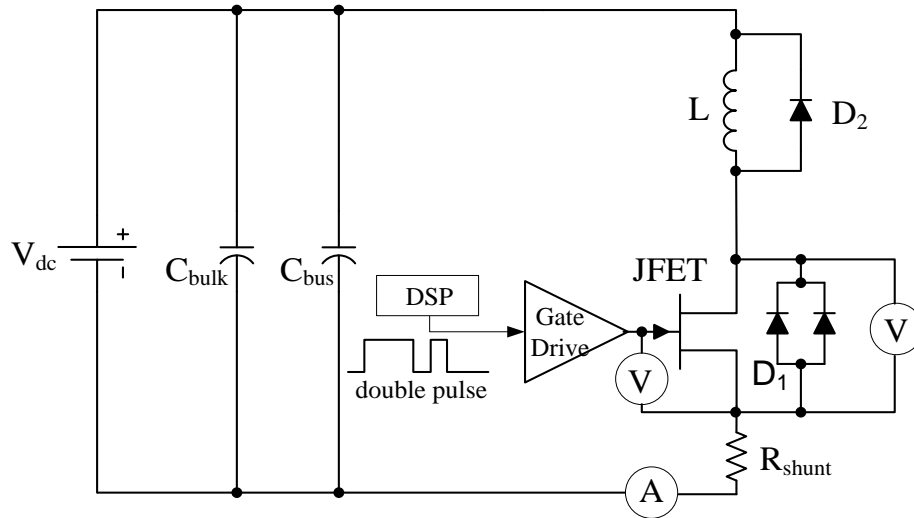 L
D2
+
Vdc
Cbulk
Cbus
JFET
DSP
Gate
Drive
V
V
D1
double pulse
Rshunt
A